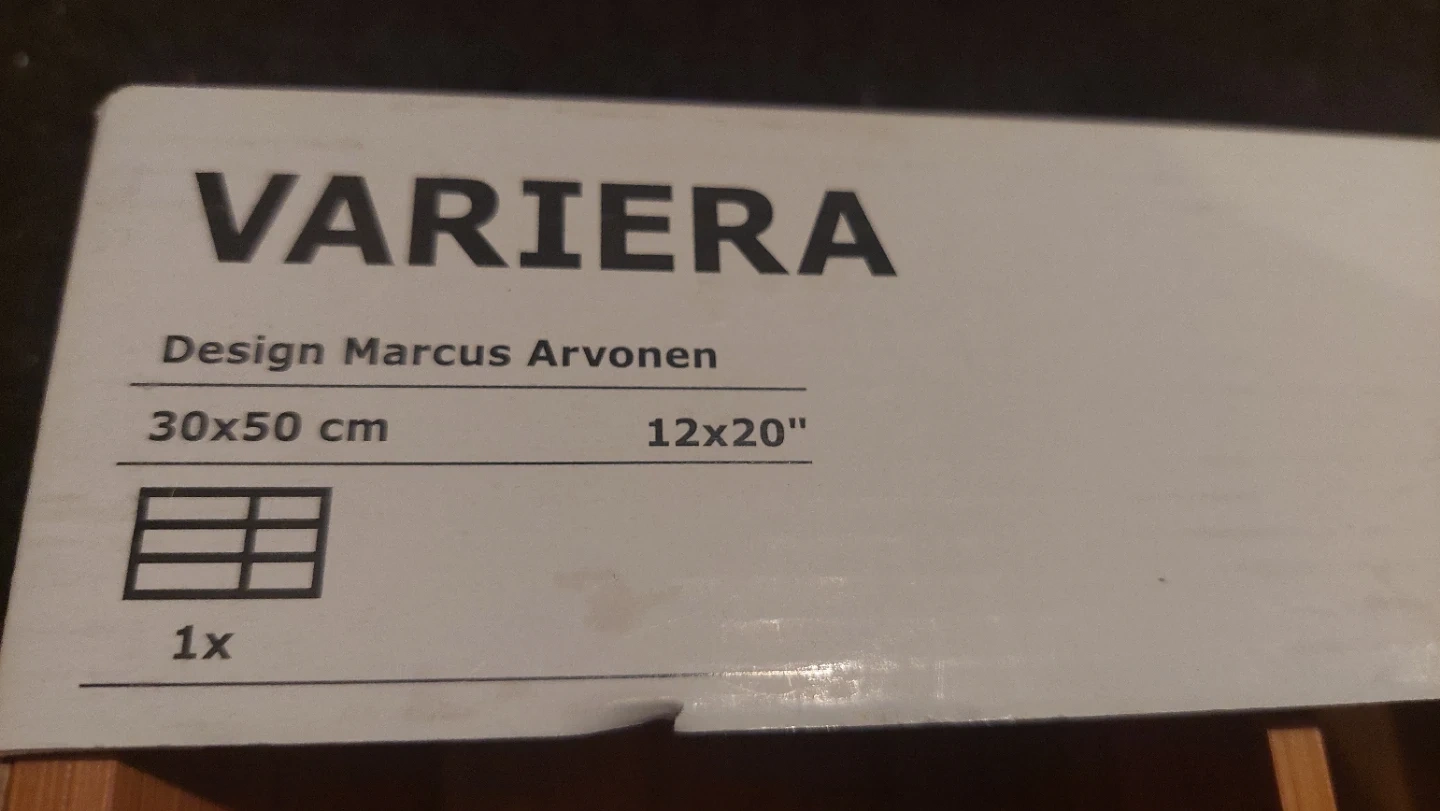 VARIERA
Design Marcus Arvonen
30x50 cm 12x20"
1x